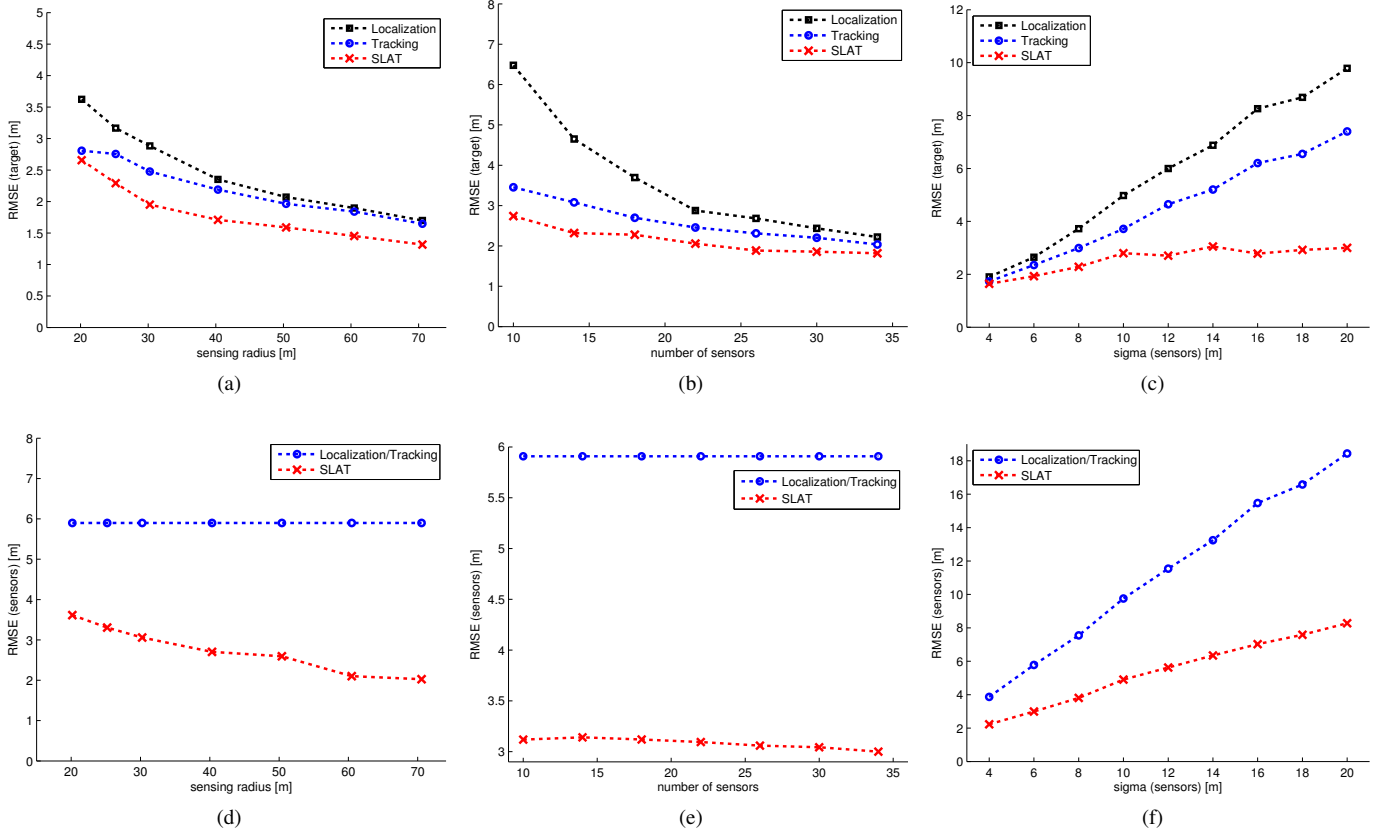 5
4.5
4
3.5
3
2.5
2
1.5
1
0.5
0
RMSE (target) [m]
Localization
Tracking
SLAT
20 30 40 50 60 70
sensing radius [m]
(a)
8
7
6
5
4
3
2
1
0
RMSE (target) [m]
Localization
Tracking
SLAT
10 15 20 25 30 35
number of sensors
(b)
12
10
8
6
4
2
0
RMSE (target) [m]
Localization
Tracking
SLAT
4 6 8 10 12 14 16 18 20
sigma (sensors) [m]
(c)
8
7
6
5
4
3
2
1
0
RMSE (sensors) [m]
Localization/Tracking
SLAT
20 30 40 50 60 70
sensing radius [m]
(d)
6
5.5
5
4.5
4
3.5
3
RMSE (sensors) [m]
Localization/Tracking
SLAT
10 15 20 25 30 35
number of sensors
(e)
18
16
14
12
10
8
6
4
2
0
RMSE (sensors) [m]
Localization/Tracking
SLAT
4 6 8 10 12 14 16 18 20
sigma (sensors) [m]
(f)